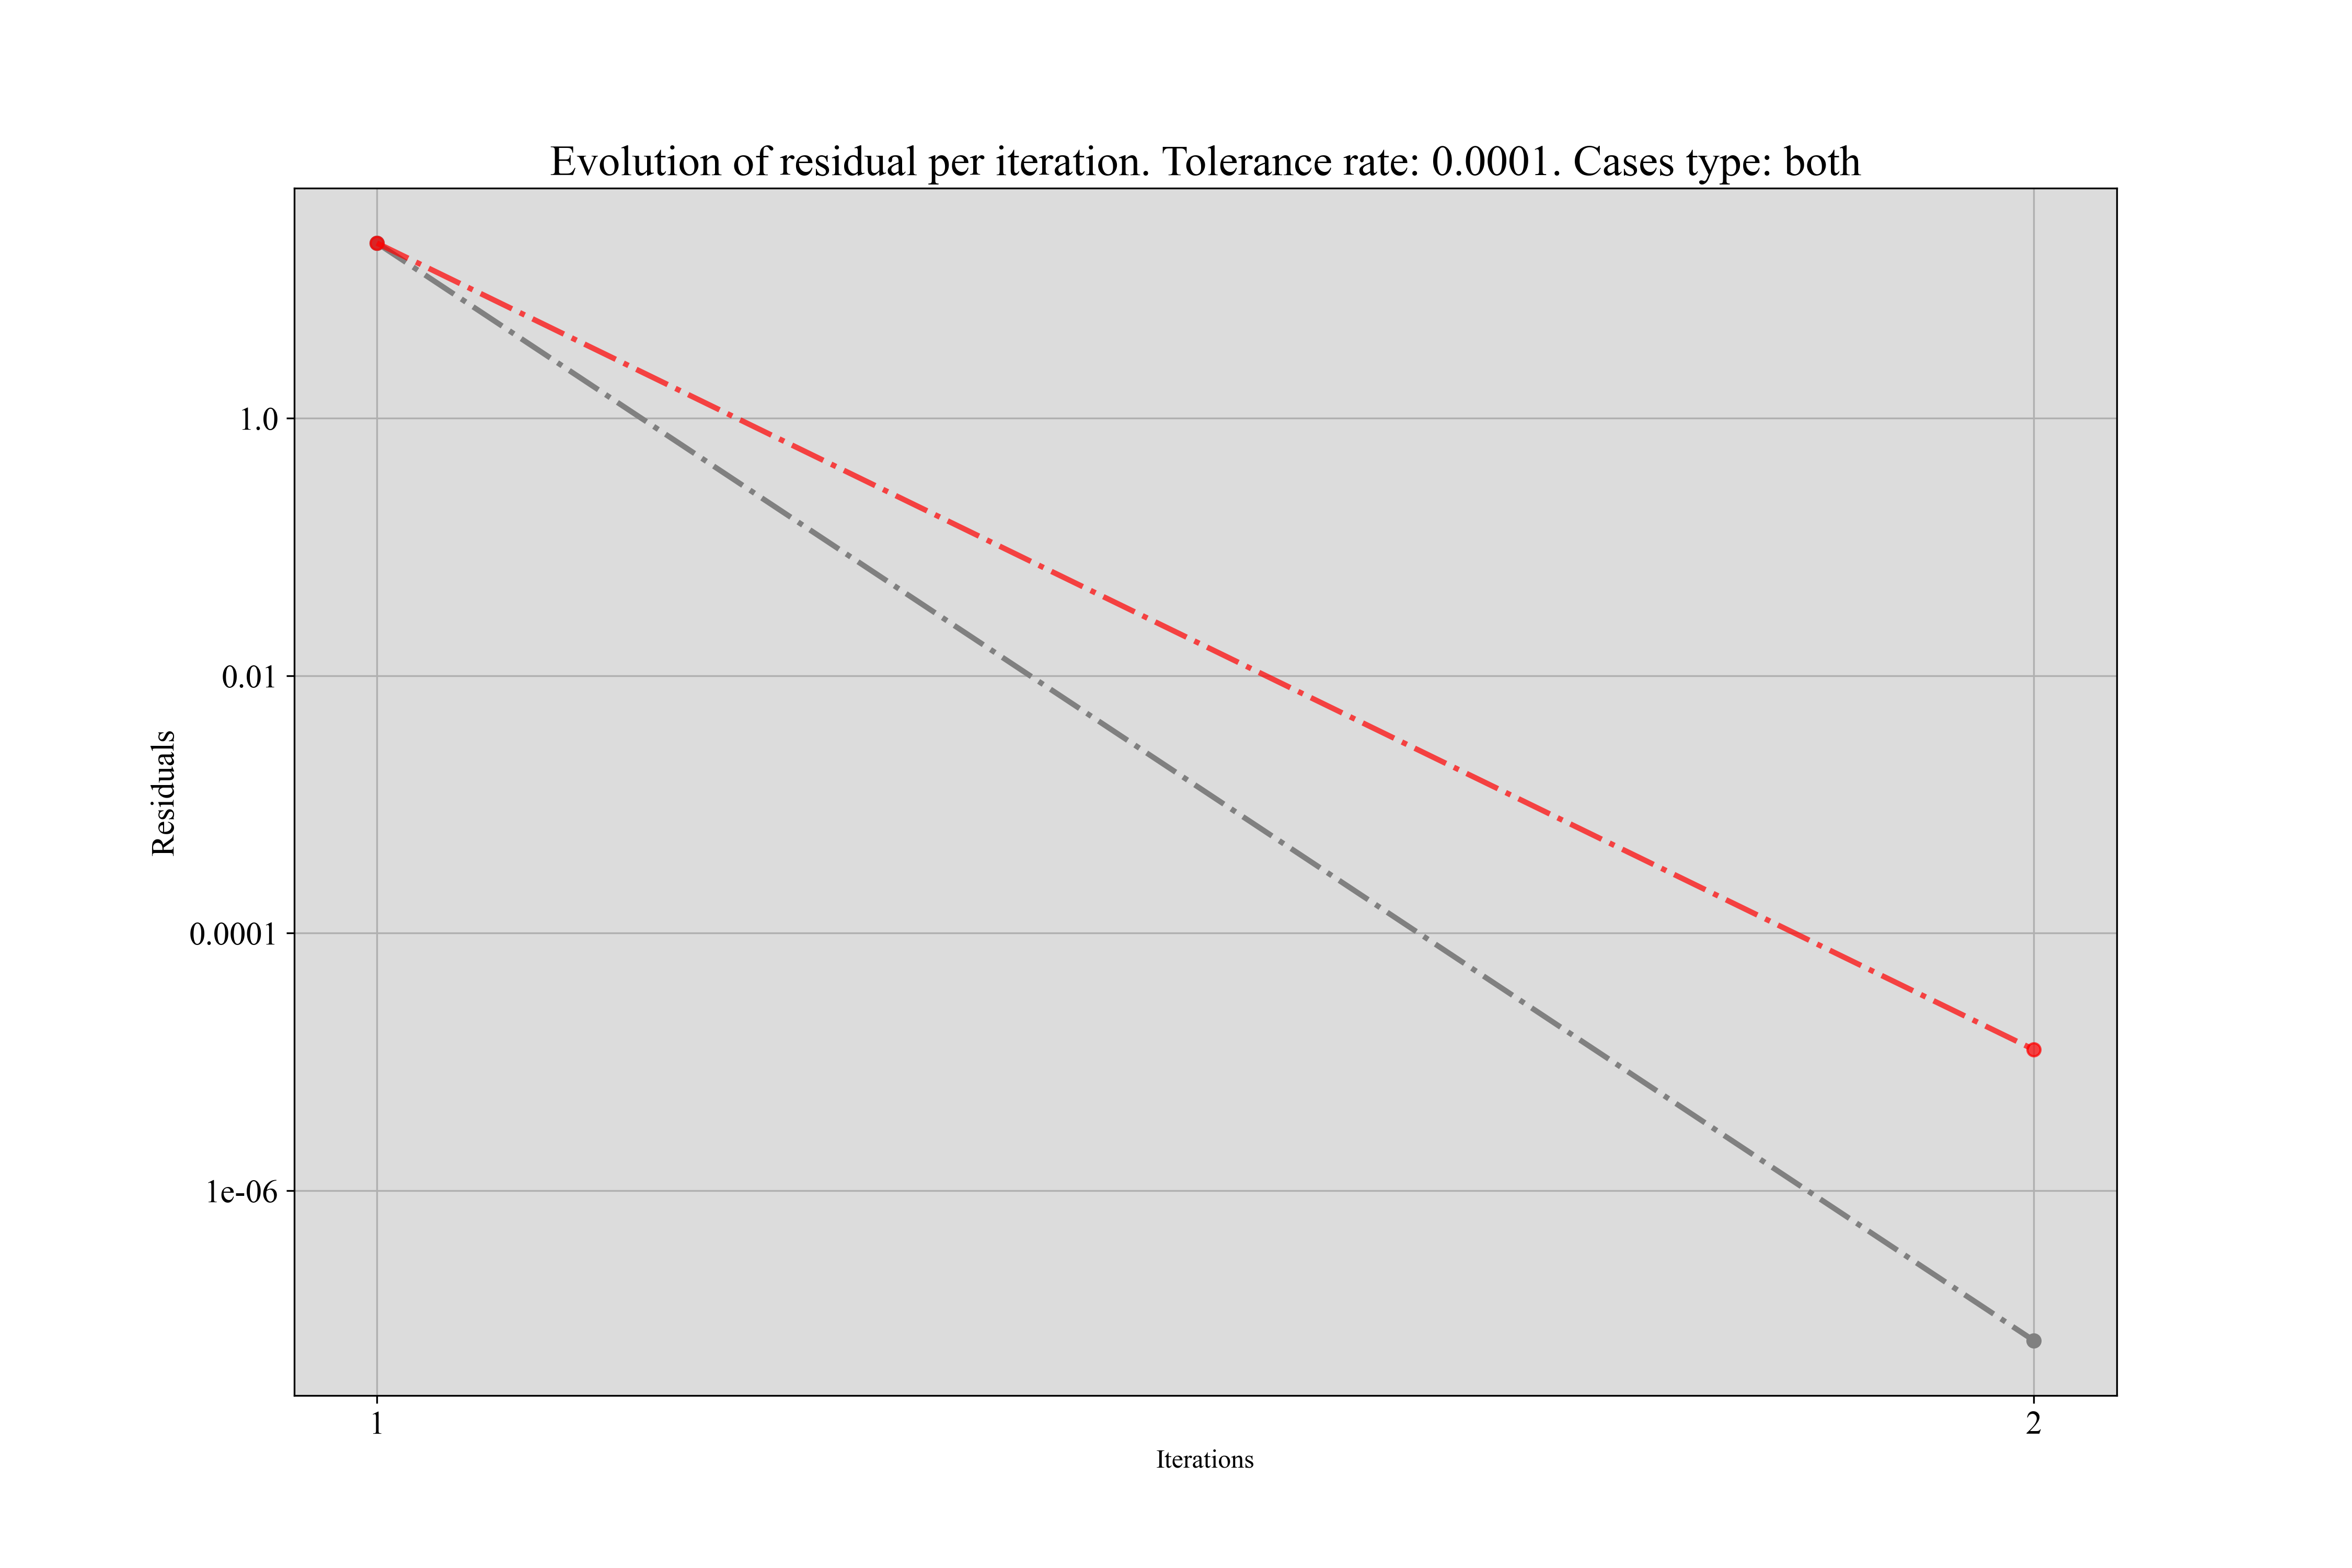 Evolution of residual per iteration. Tolerance rate: 0.0001. Cases type: both
1.0
0.01
0.0001
1e-06
Residuals
1
2
Iterations